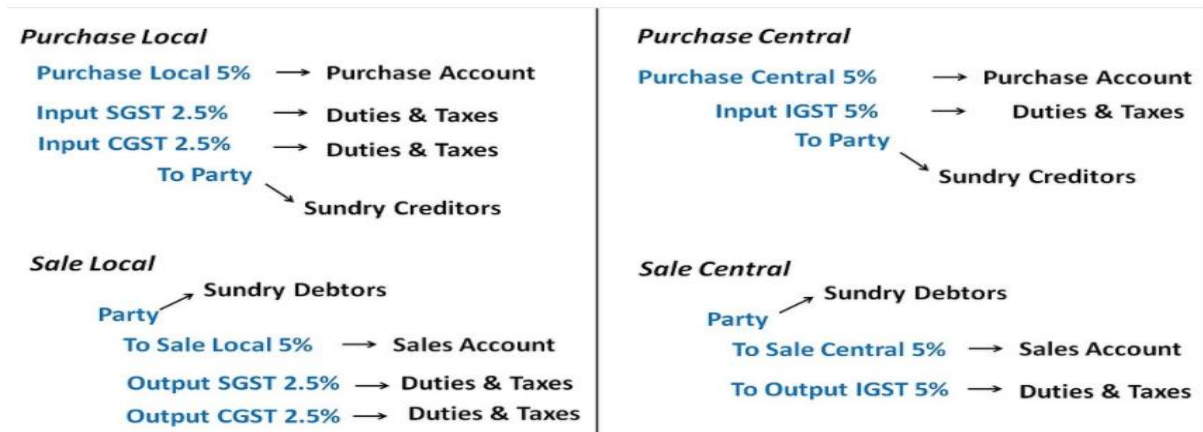 Purchase Local
Purchase Local 5% → Purchase Account
Input SGST 2.5% → Duties & Taxes
Input CGST 2.5% → Duties & Taxes
To Party
Sundry Creditors
Sale Local
Sundry Debtors
Party
To Sale Local 5% → Sales Account
Output SGST 2.5% → Duties & Taxes
Output CGST 2.5% → Duties & Taxes
Purchase Central
Purchase Central 5% → Purchase Account
Input IGST 5% → Duties & Taxes
To Party
Sundry Creditors
Sale Central
Sundry Debtors
Party
To Sale Central 5% → Sales Account
To Output IGST 5% → Duties & Taxes